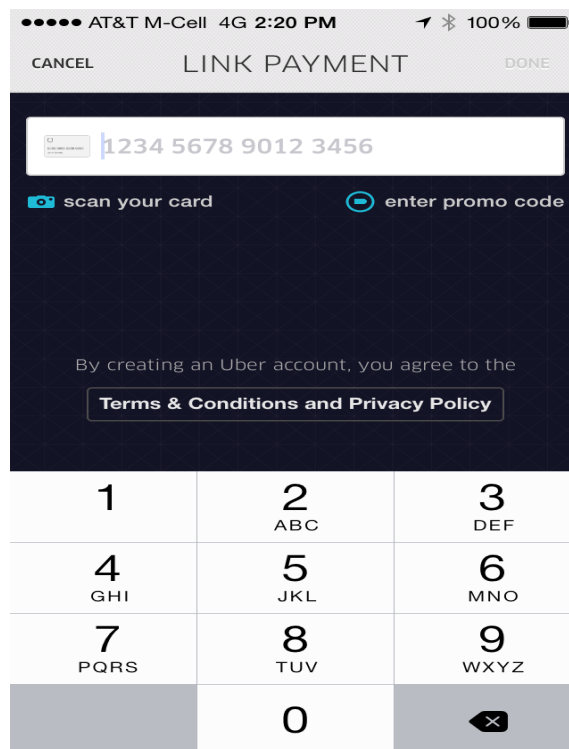 AT&T M-Cell 4G 2:20 PM 100%
CANCEL LINK PAYMENT DONE
1234 5678 9012 3456
scan your card enter promo code
By creating an Uber account, you agree to the
Terms & Conditions and Privacy Policy
1 2 3
ABC DEF
4 5 6
GHI JKL MNO
7 8 9
PQRS TUV WXYZ
0